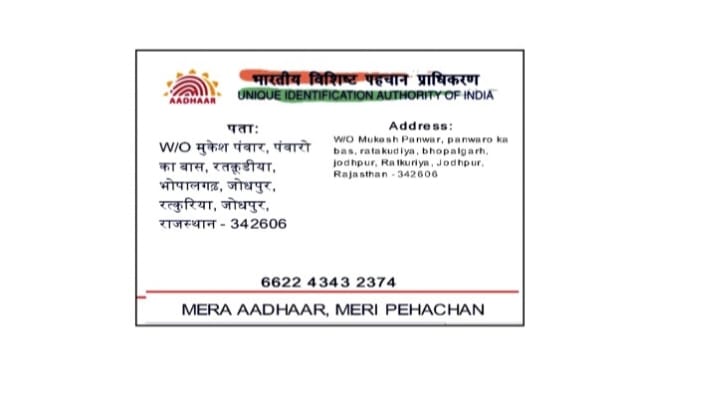 भारतीय विशिष्ट पहचान प्राधिकरण
UNIQUE IDENTIFICATION AUTHORITY OF INDIA
AADHAAR
पता:
W/O मुकेश पंवार, पंवारो
का बास, रतकूडीया,
भोपालगढ, जोधपुर,
रत्कुरिया, जोधपुर,
राजस्थान - 342606
Address:
W/O Mukesh Panwar, panwaro ka
bas, ratakudiya, bhopalgarh,
jodhpur, Ratkuriya, Jodhpur,
Rajasthan - 342606
6622 4343 2374
MERA AADHAAR, MERI PEHACHAN